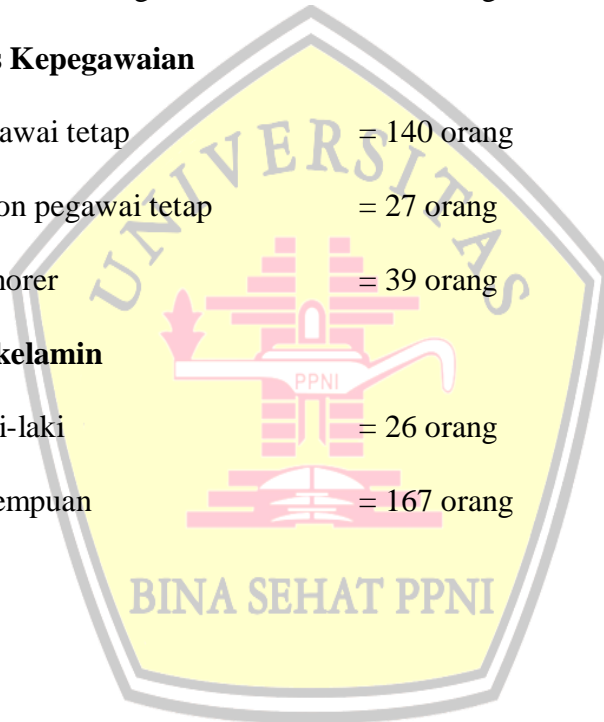 s Kepegawaian
awai tetap = 140 orang
on pegawai tetap = 27 orang
norer = 39 orang
kelamin
i-laki = 26 orang
empuan = 167 orang
UNIVERSITAS
PPNI
BINA SEHAT PPNI